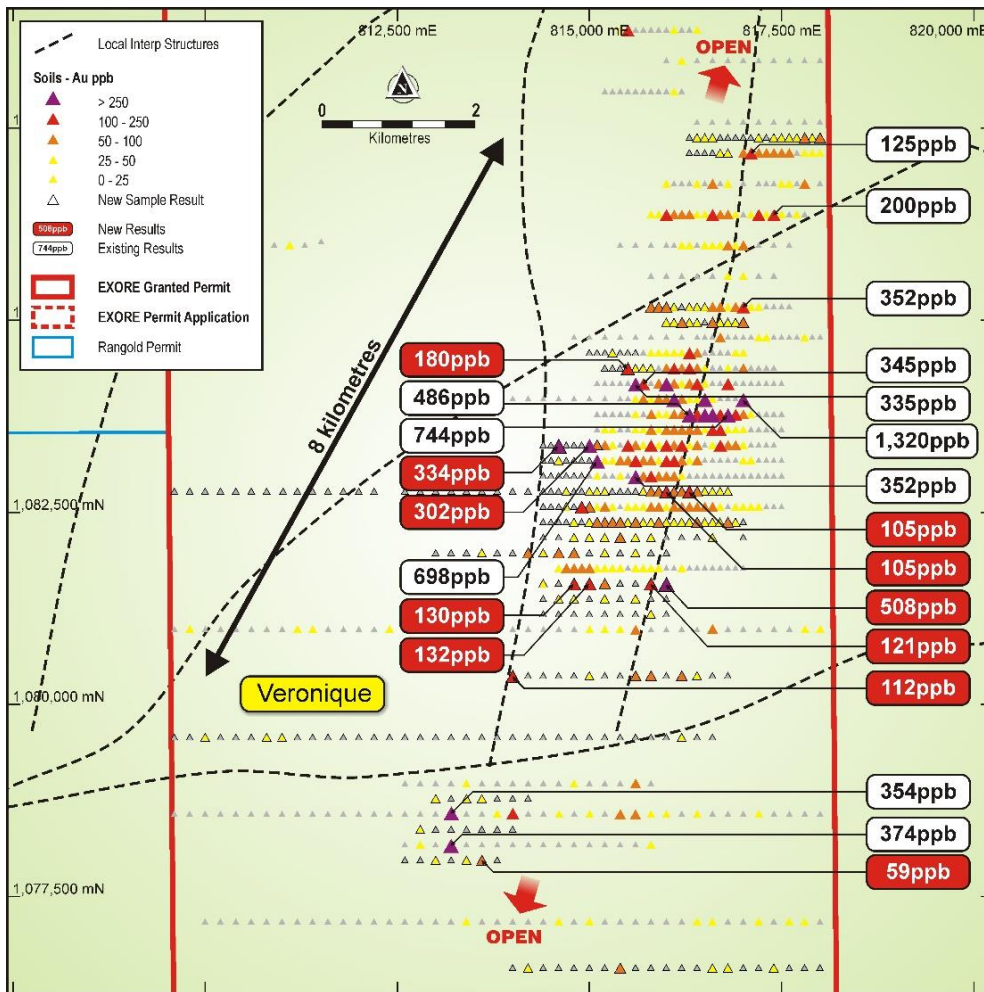 812,500 mE
815,000 mE
817,500 mE
820,000 mE
Local Interp Structures
Soils - Au ppb
> 250
100 - 250
50 - 100
25 - 50
0 - 25
New Sample Result
508ppb
New Results
744ppb
Existing Results
EXORE Granted Permit
EXORE Permit Application
Rangold Permit
N
0
2
Kilometres
OPEN
8 kilometres
125ppb
200ppb
352ppb
180ppb
345ppb
486ppb
335ppb
744ppb
1,320ppb
334ppb
352ppb
302ppb
105ppb
105ppb
698ppb
508ppb
130ppb
121ppb
132ppb
112ppb
1,082,500 mN
1,080,000 mN
Veronique
354ppb
374ppb
59ppb
1,077,500 mN
OPEN